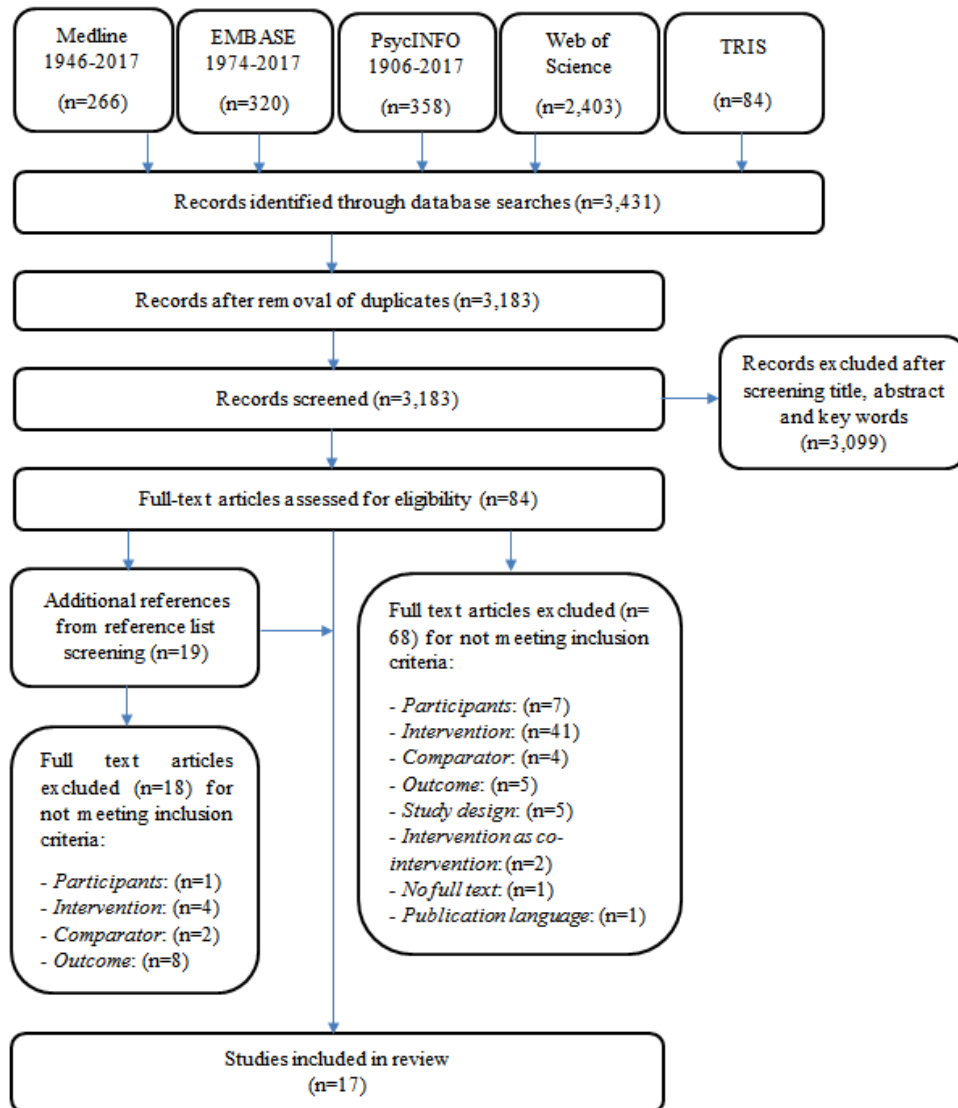 Medline
1946-2017
(n=266)
EMBASE
1974-2017
(n=320)
PsycINFO
1906-2017
(n=358)
Web of
Science
(n=2,403)
TRIS
(n=84)
Records identified through database searches (n=3,431)
Records after removal of duplicates (n=3,183)
Records screened (n=3,183)
Records excluded after
screening title, abstract
and key words
(n=3,099)
Full-text articles assessed for eligibility (n=84)
Additional references
from reference list
screening (n=19)
Full text articles excluded (n=
68) for not meeting inclusion
criteria:
- Participants: (n=7)
- Intervention: (n=41)
- Comparator: (n=4)
- Outcome: (n=5)
- Study design: (n=5)
- Intervention as co-
intervention: (n=2)
- No full text: (n=1)
- Publication language: (n=1)
Full text articles
excluded (n=18) for
not meeting inclusion
criteria:
- Participants: (n=1)
- Intervention: (n=4)
- Comparator: (n=2)
- Outcome: (n=8)
Studies included in review
(n=17)